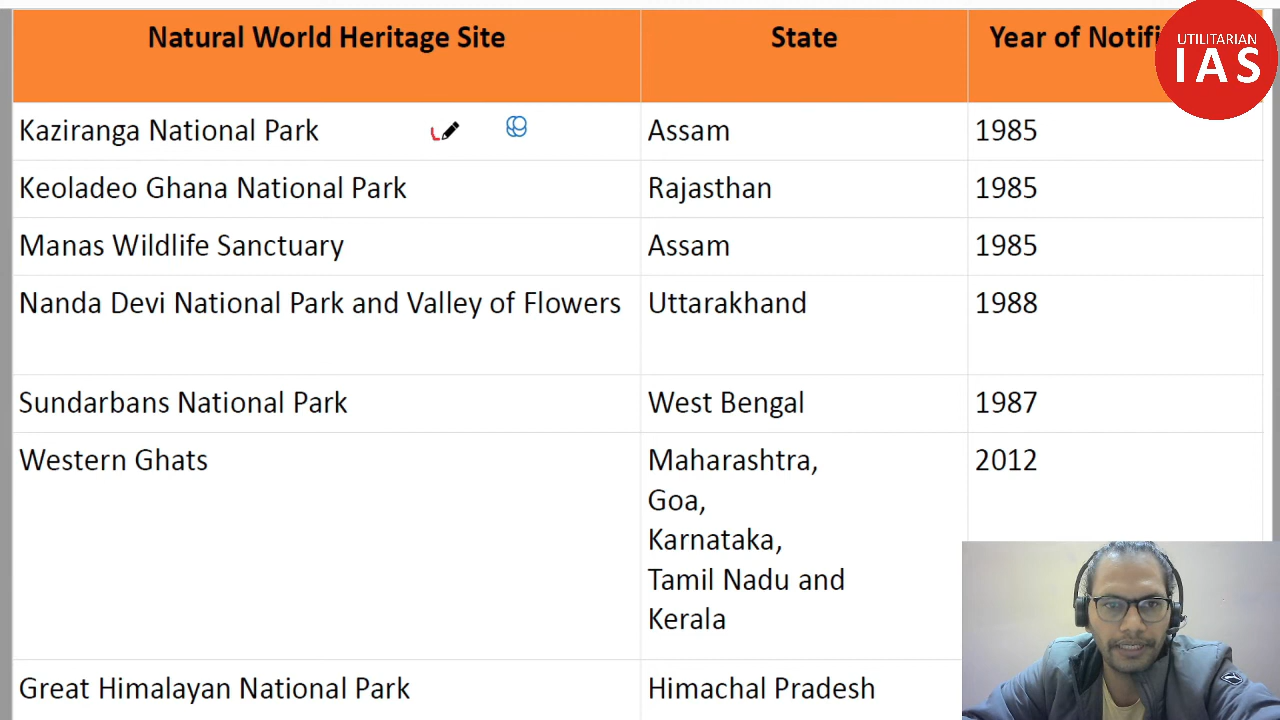 Natural World Heritage Site State Year of Notifi
UTILITARIAN
IAS
Kaziranga National Park Assam 1985
Keoladeo Ghana National Park Rajasthan 1985
Manas Wildlife Sanctuary Assam 1985
Nanda Devi National Park and Valley of Flowers Uttarakhand 1988
Sundarbans National Park West Bengal 1987
Western Ghats Maharashtra, 2012
Goa,
Karnataka,
Tamil Nadu and
Kerala
Great Himalayan National Park Himachal Pradesh